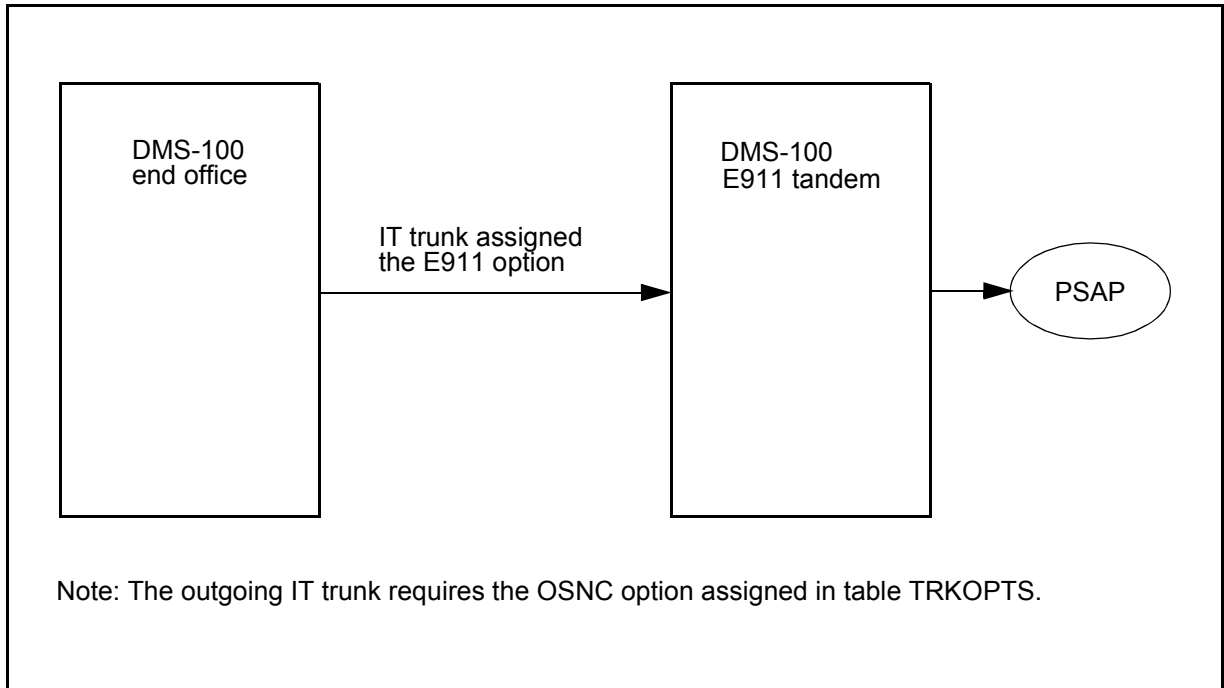 DMS-100
end office
IT trunk assigned
the E911 option
DMS-100
E911 tandem
PSAP
Note: The outgoing IT trunk requires the OSNC option assigned in table TRKOPTS.